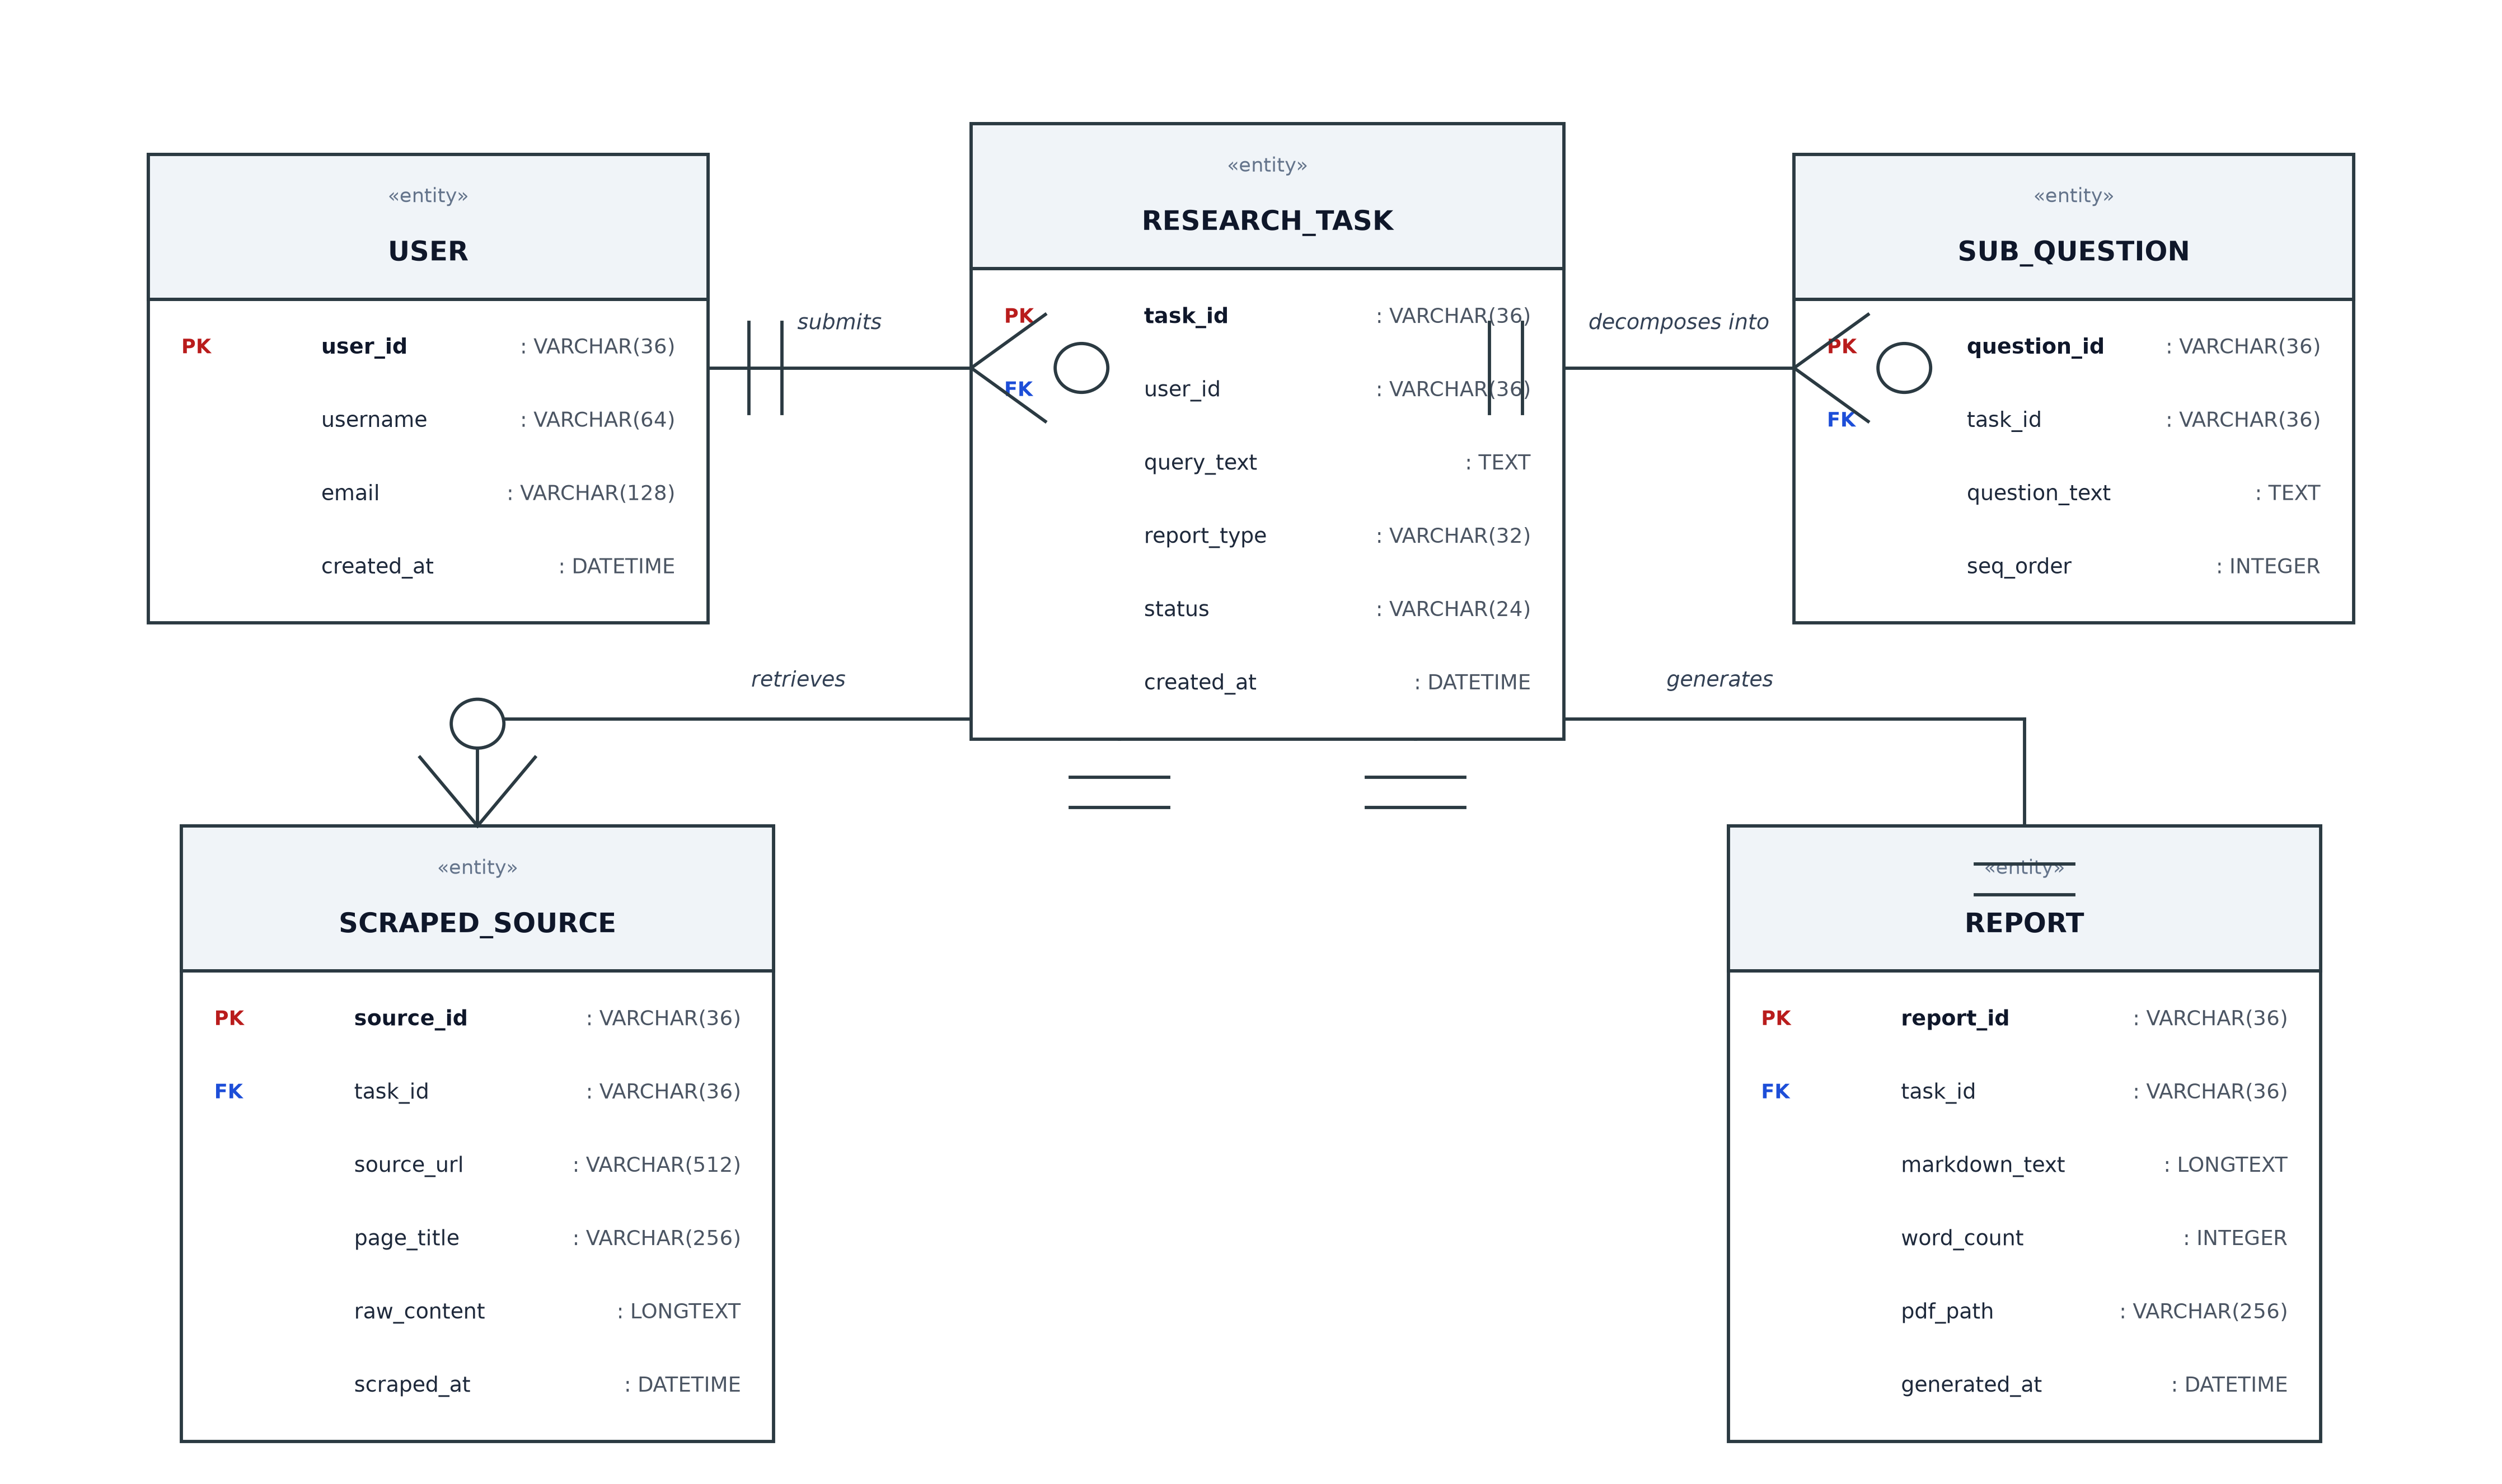 «entity»
USER
PK user_id : VARCHAR(36)
username : VARCHAR(64)
email : VARCHAR(128)
created_at : DATETIME
submits
«entity»
RESEARCH_TASK
PK task_id : VARCHAR(36)
FK user_id : VARCHAR(36)
query_text : TEXT
report_type : VARCHAR(32)
status : VARCHAR(24)
created_at : DATETIME
decomposes into
«entity»
SUB_QUESTION
PK question_id : VARCHAR(36)
FK task_id : VARCHAR(36)
question_text : TEXT
seq_order : INTEGER
retrieves
generates
«entity»
SCRAPED_SOURCE
PK source_id : VARCHAR(36)
FK task_id : VARCHAR(36)
source_url : VARCHAR(512)
page_title : VARCHAR(256)
raw_content : LONGTEXT
scraped_at : DATETIME
«entity»
REPORT
PK report_id : VARCHAR(36)
FK task_id : VARCHAR(36)
markdown_text : LONGTEXT
word_count : INTEGER
pdf_path : VARCHAR(256)
generated_at : DATETIME